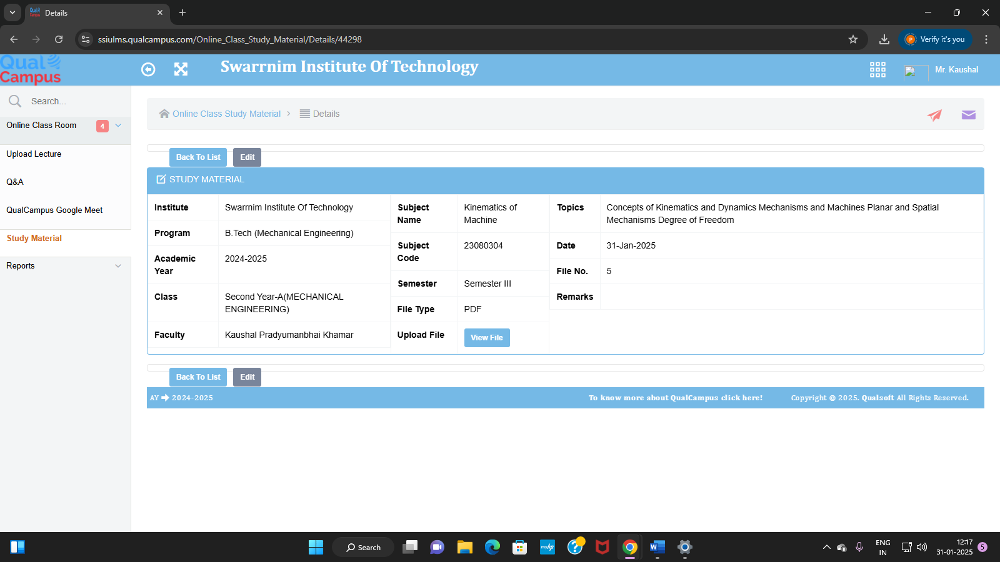 Qual Campus
Details
ssiulms.qualcampus.com/Online_Class_Study_Material/Details/44298
Verify it's you
Qual
Campus
Swarrnim Institute Of Technology
Mr. Kaushal
Search...
Online Class Study Material
Details
Online Class Room
4
Upload Lecture
Q&A
QualCampus Google Meet
Study Material
Reports
Back To List
Edit
STUDY MATERIAL
Institute
Swarrnim Institute Of Technology
Program
B.Tech (Mechanical Engineering)
Academic
Year
2024-2025
Class
Second Year-A(MECHANICAL
ENGINEERING)
Faculty
Kaushal Pradyumanbhai Khamar
Subject
Name
Kinematics of
Machine
Subject
Code
23080304
Semester
Semester III
File Type
PDF
Upload File
View File
Topics
Concepts of Kinematics and Dynamics Mechanisms and Machines Planar and Spatial
Mechanisms Degree of Freedom
Date
31-Jan-2025
File No.
5
Remarks
Back To List
Edit
AY 2024-2025
To know more about QualCampus click here!
Copyright © 2025. Qualsoft All Rights Reserved.
Search
myhp
ENG
IN
12:17
31-01-2025
5